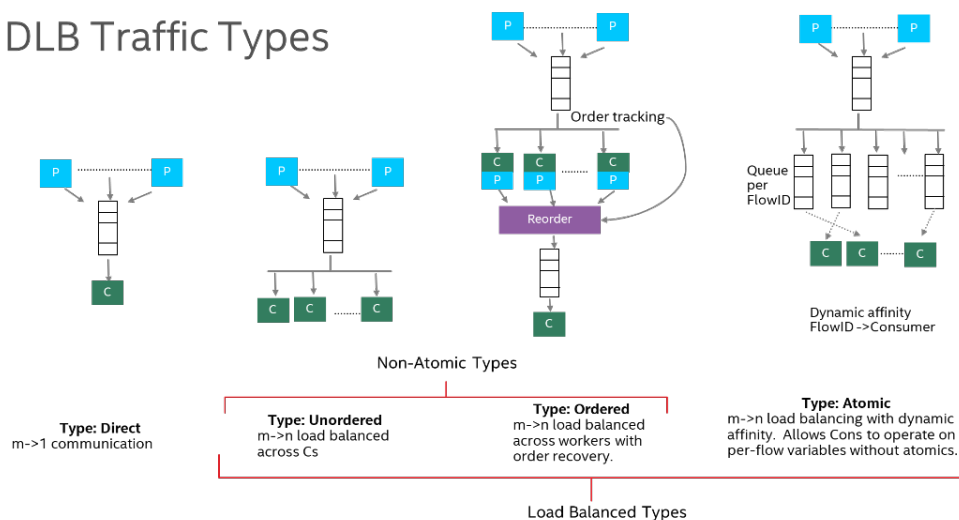 DLB Traffic Types
P P
C
P P
C C C
P P
Order tracking
C C C
P P P
Reorder
C
P P
Queue
per
FlowID
C C C
Dynamic affinity
FlowID ->Consumer
Non-Atomic Types
Type: Direct
m->1 communication
Type: Unordered
m->n load balanced
across Cs
Type: Ordered
m->n load balanced
across workers with
order recovery.
Type: Atomic
m->n load balancing with dynamic
affinity. Allows Cons to operate on
per-flow variables without atomics.
Load Balanced Types